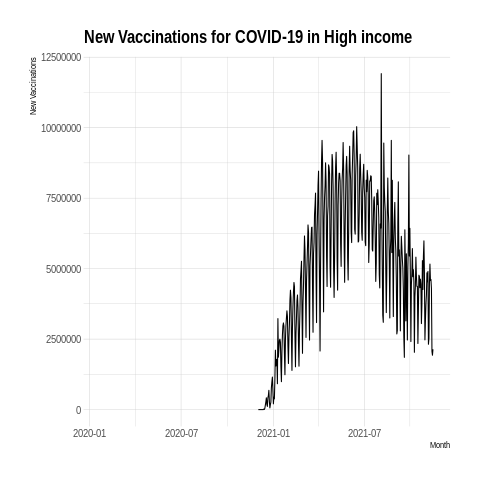 New Vaccinations for COVID-19 in High income
New Vaccinations
12500000
10000000
7500000
5000000
2500000
0
2020-01 2020-07 2021-01 2021-07
Month